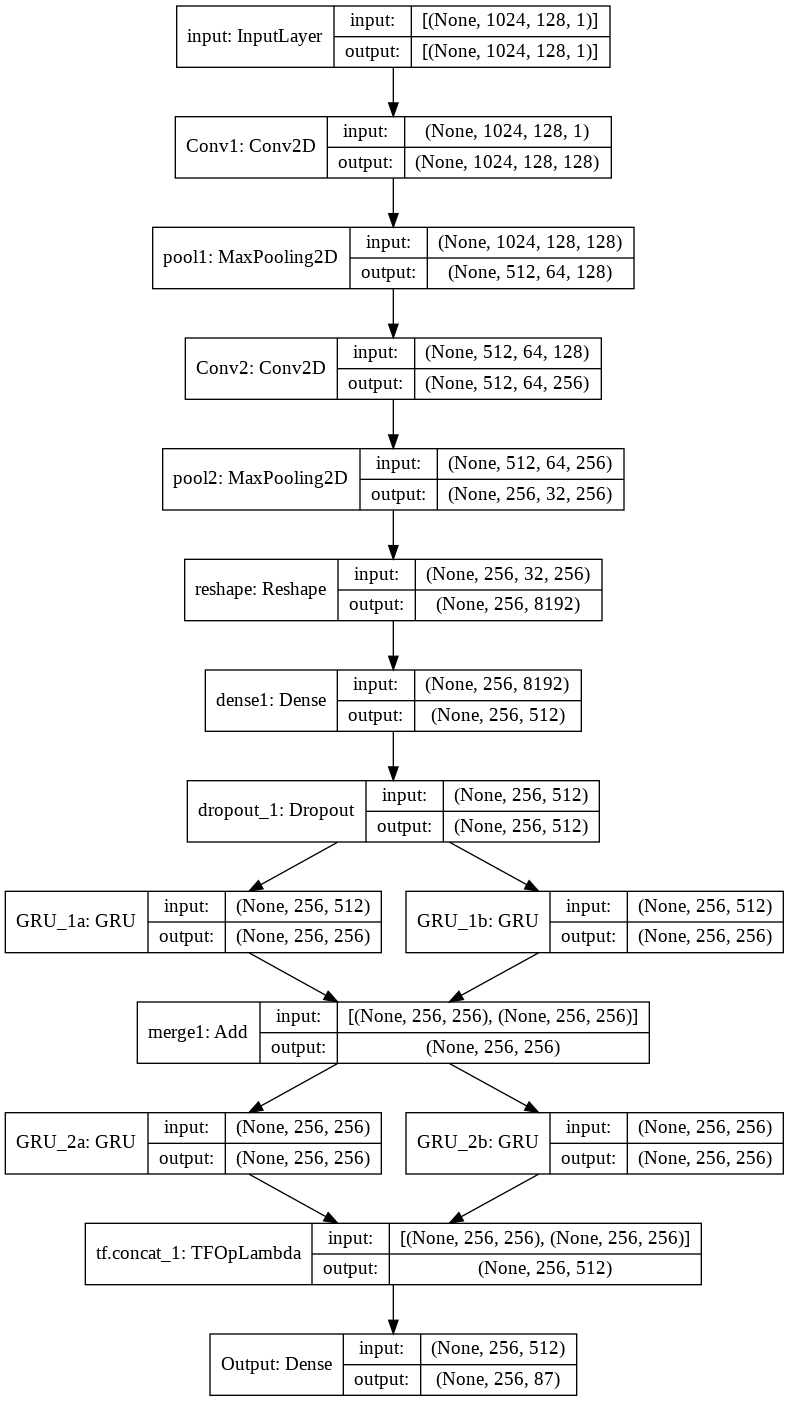 input: InputLayer
input:
[(None, 1024, 128, 1)]
output:
[(None, 1024, 128, 1)]
Conv1: Conv2D
input:
(None, 1024, 128, 1)
output:
(None, 1024, 128, 128)
pool1: MaxPooling2D
input:
(None, 1024, 128, 128)
output:
(None, 512, 64, 128)
Conv2: Conv2D
input:
(None, 512, 64, 128)
output:
(None, 512, 64, 256)
pool2: MaxPooling2D
input:
(None, 512, 64, 256)
output:
(None, 256, 32, 256)
reshape: Reshape
input:
(None, 256, 32, 256)
output:
(None, 256, 8192)
dense1: Dense
input:
(None, 256, 8192)
output:
(None, 256, 512)
dropout_1: Dropout
input:
(None, 256, 512)
output:
(None, 256, 512)
GRU_1a: GRU
input:
(None, 256, 512)
output:
(None, 256, 256)
GRU_1b: GRU
input:
(None, 256, 512)
output:
(None, 256, 256)
merge1: Add
input:
[(None, 256, 256), (None, 256, 256)]
output:
(None, 256, 256)
GRU_2a: GRU
input:
(None, 256, 256)
output:
(None, 256, 256)
GRU_2b: GRU
input:
(None, 256, 256)
output:
(None, 256, 256)
tf.concat_1: TFOpLambda
input:
[(None, 256, 256), (None, 256, 256)]
output:
(None, 256, 512)
Output: Dense
input:
(None, 256, 512)
output:
(None, 256, 87)